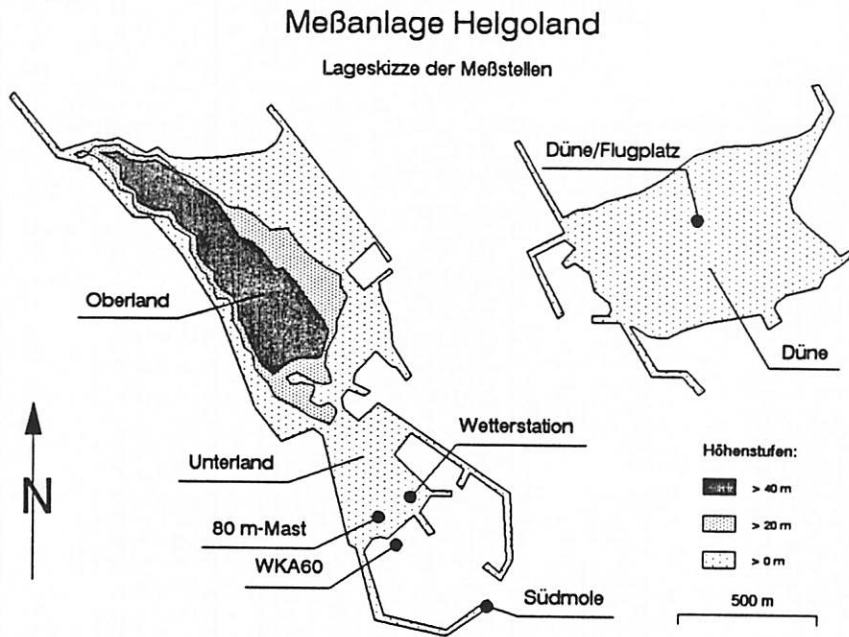 Meßanlage Helgoland
Lageskizze der Meßstellen
Düne/Flugplatz
Oberland
Düne
Wetterstation
Unterland
Höhenstufen:
> 40 m
N
80 m-Mast
> 20 m
WKA60
> 0 m
Südmole
500 m